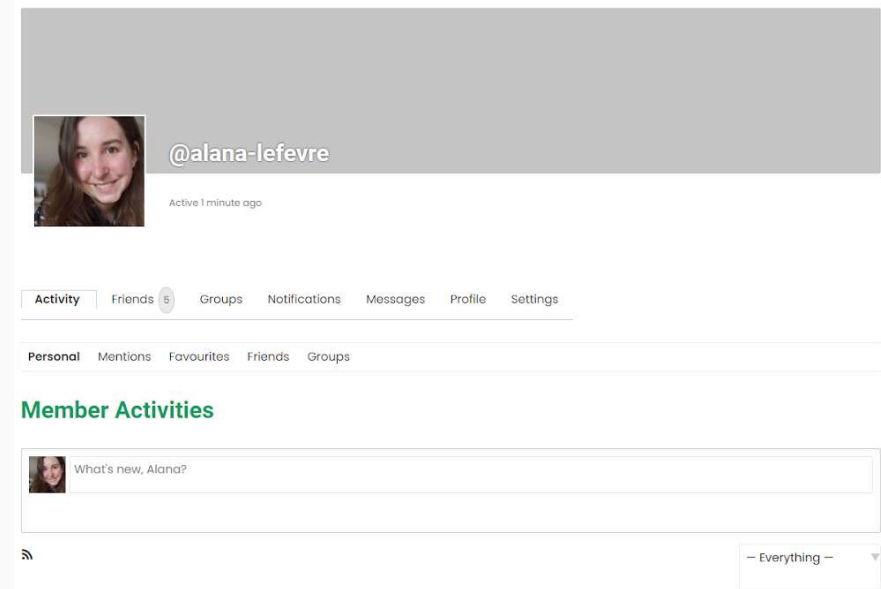 @alana-lefevre
Active 1 minute ago
Activity Friends 5 Groups Notifications Messages Profile Settings
Personal Mentions Favourites Friends Groups
Member Activities
What's new, Alana?
— Everything —